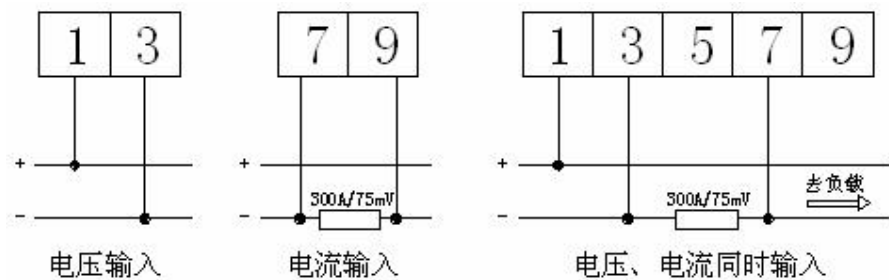 1 3
7 9
1 3 5 7 9
+
+
+
300A/75mV
300A/75mV
去负载
−
−
−
电压输入
电流输入
电压、电流同时输入